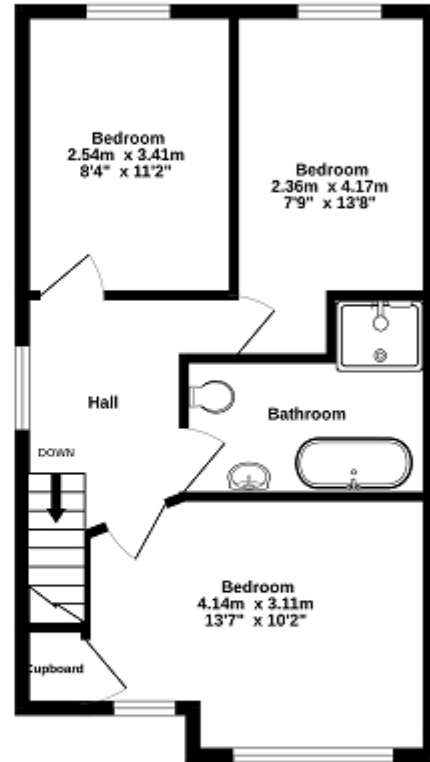 Bedroom
2.54m x 3.41m
8'4" x 11'2"
Bedroom
2.36m x 4.17m
7'9" x 13'8"
Hall
Bathroom
DOWN
Bedroom
4.14m x 3.11m
13'7" x 10'2"
Cupboard